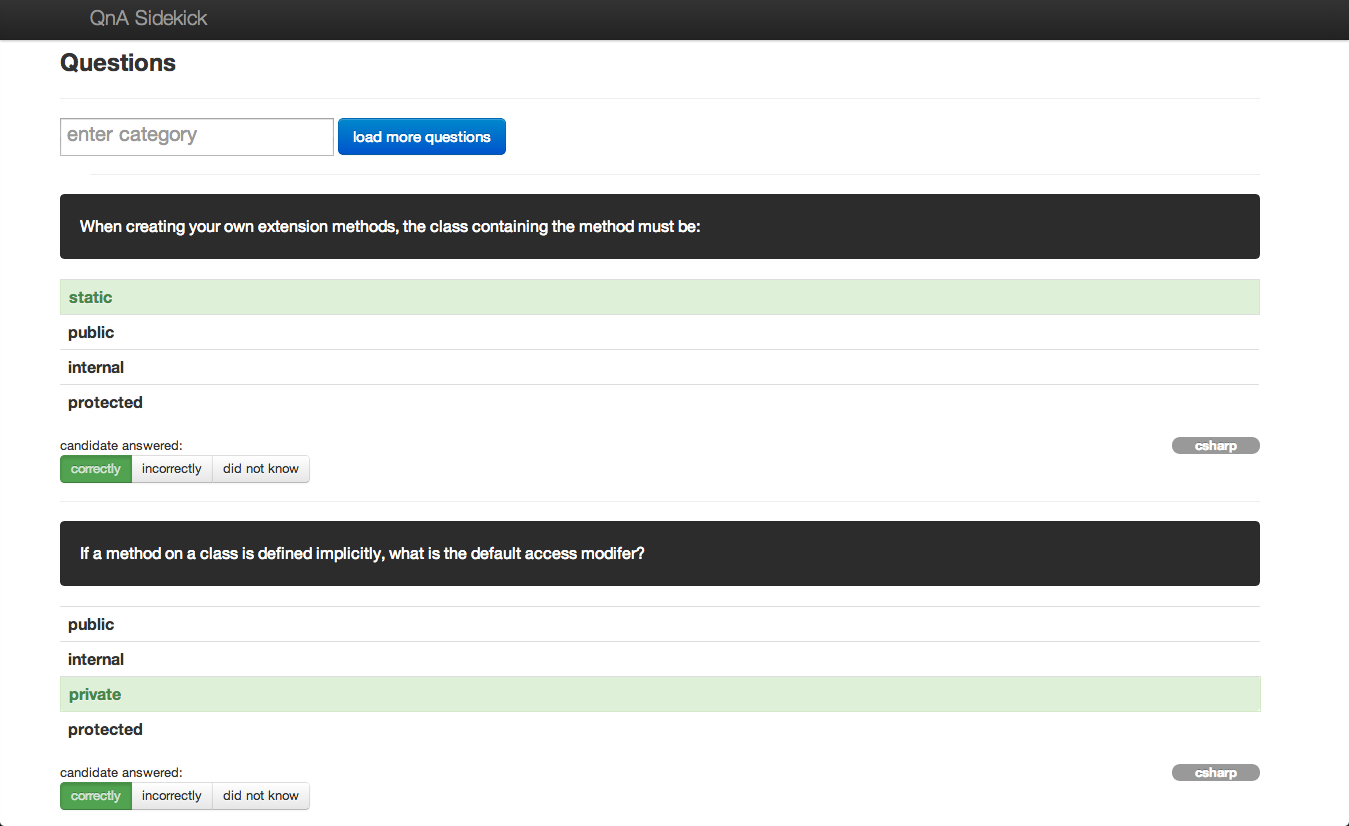 QnA Sidekick
Questions
enter category
load more questions
When creating your own extension methods, the class containing the method must be:
static
public
internal
protected
candidate answered:
csharp
correctly incorrectly did not know
If a method on a class is defined implicitly, what is the default access modifer?
public
internal
private
protected
candidate answered:
csharp
correctly incorrectly did not know